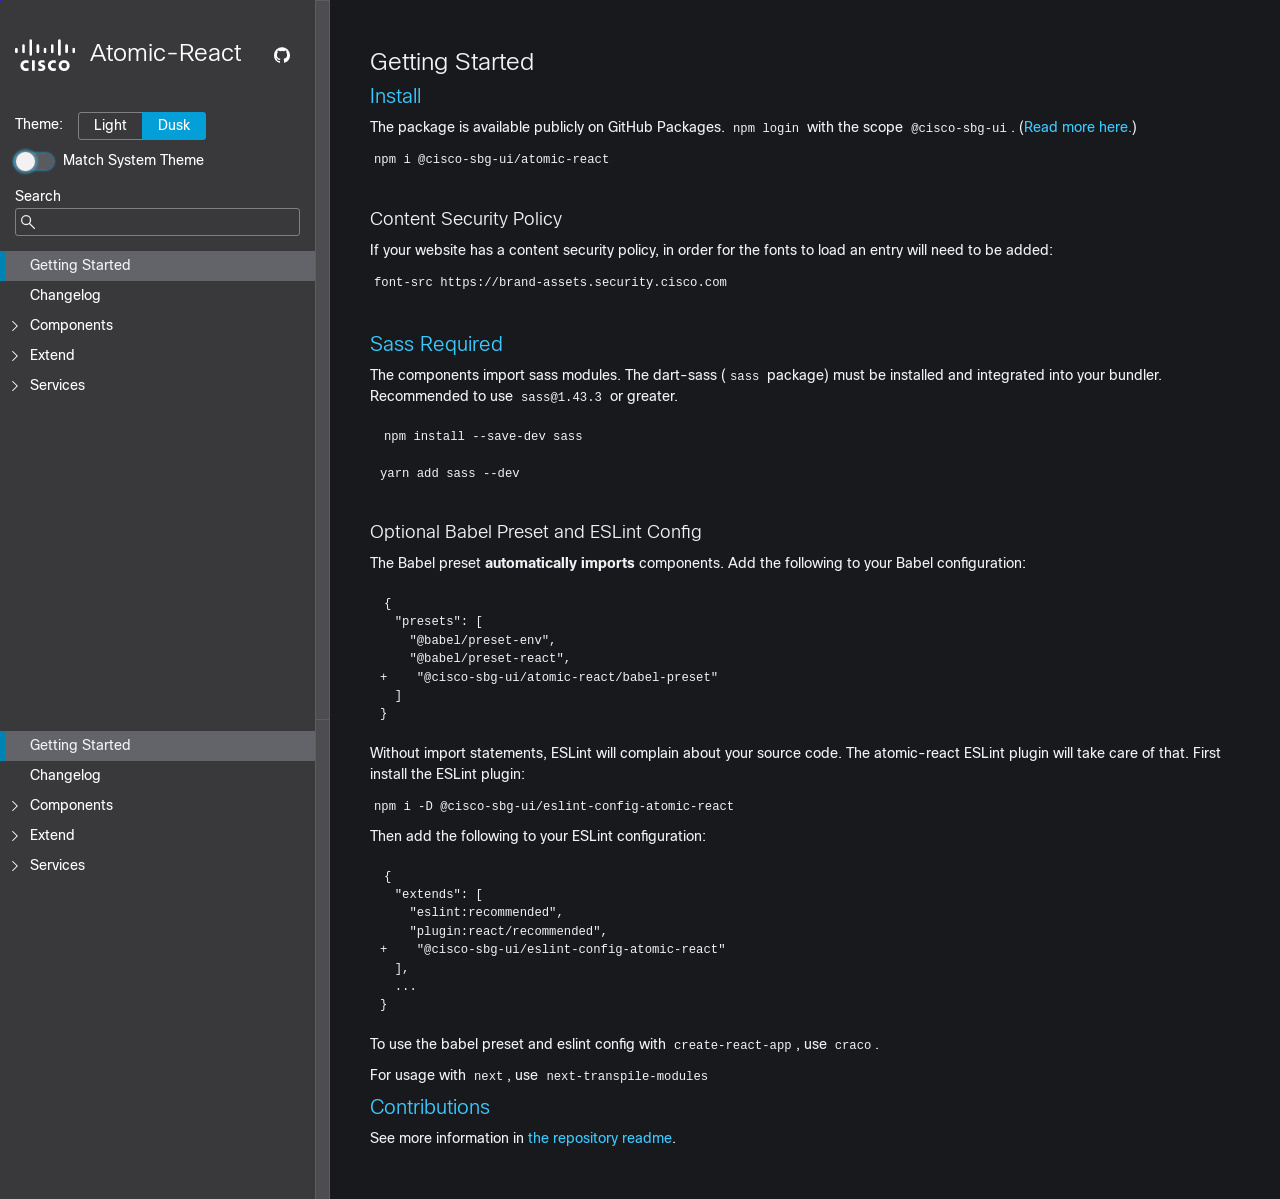 cisco
Atomic-React
Theme:
Light
Dusk
Match System Theme
Search
Getting Started
Changelog
Components
Extend
Services
Getting Started
Changelog
Components
Extend
Services
Getting Started
Install
The package is available publicly on GitHub Packages. npm login with the scope @cisco-sbg-ui. (Read more here.)
npm i @cisco-sbg-ui/atomic-react
Content Security Policy
If your website has a content security policy, in order for the fonts to load an entry will need to be added:
font-src https://brand-assets.security.cisco.com
Sass Required
The components import sass modules. The dart-sass ( sass package) must be installed and integrated into your bundler.
Recommended to use sass@1.43.3 or greater.
npm install --save-dev sass
yarn add sass --dev
Optional Babel Preset and ESLint Config
The Babel preset automatically imports components. Add the following to your Babel configuration:
{
"presets": [
"@babel/preset-env",
"@babel/preset-react",
+    "@cisco-sbg-ui/atomic-react/babel-preset"
]
}
Without import statements, ESLint will complain about your source code. The atomic-react ESLint plugin will take care of that. First
install the ESLint plugin:
npm i -D @cisco-sbg-ui/eslint-config-atomic-react
Then add the following to your ESLint configuration:
{
"extends": [
"eslint:recommended",
"plugin:react/recommended",
+    "@cisco-sbg-ui/eslint-config-atomic-react"
],
...
}
To use the babel preset and eslint config with create-react-app , use craco .
For usage with next , use next-transpile-modules
Contributions
See more information in the repository readme.